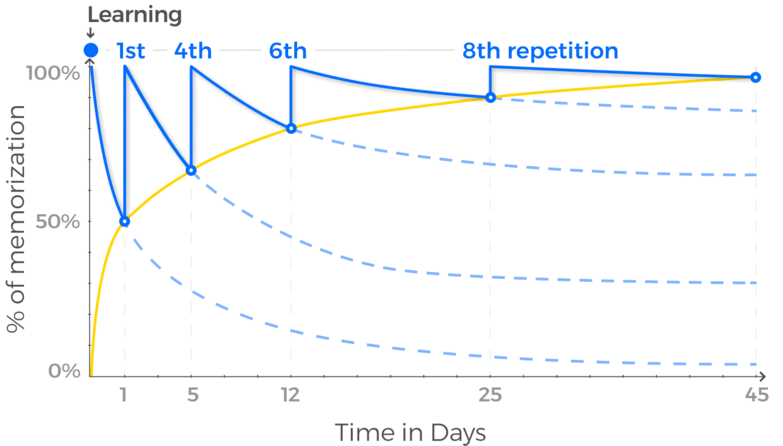 Learning
1st 4th 6th 8th repetition
100%
50%
0%
% of memorization
1 5 12 25 45
Time in Days